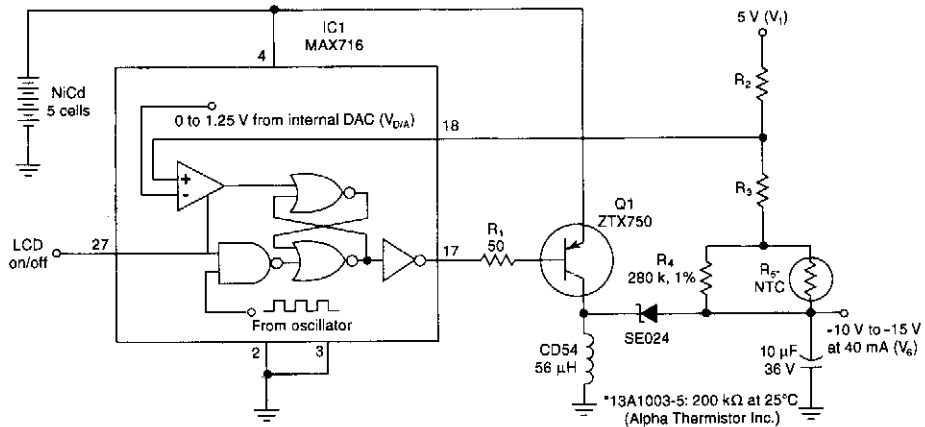 IC1
MAX716
4
5 V (V₁)
R₂
NiCd
5 cells
0 to 1.25 V from internal DAC (V_D/A)
18
+
-
R₃
Q1
ZTX750
LCD
on/off
27
17
R₁
50
R₄
280 k, 1%
R₅*
NTC
From oscillator
2
3
SE024
CD54
56 μH
10 μF
36 V
-10 V to -15 V
at 40 mA (V₆)
*13A1003-5: 200 kΩ at 25°C
(Alpha Thermistor Inc.)